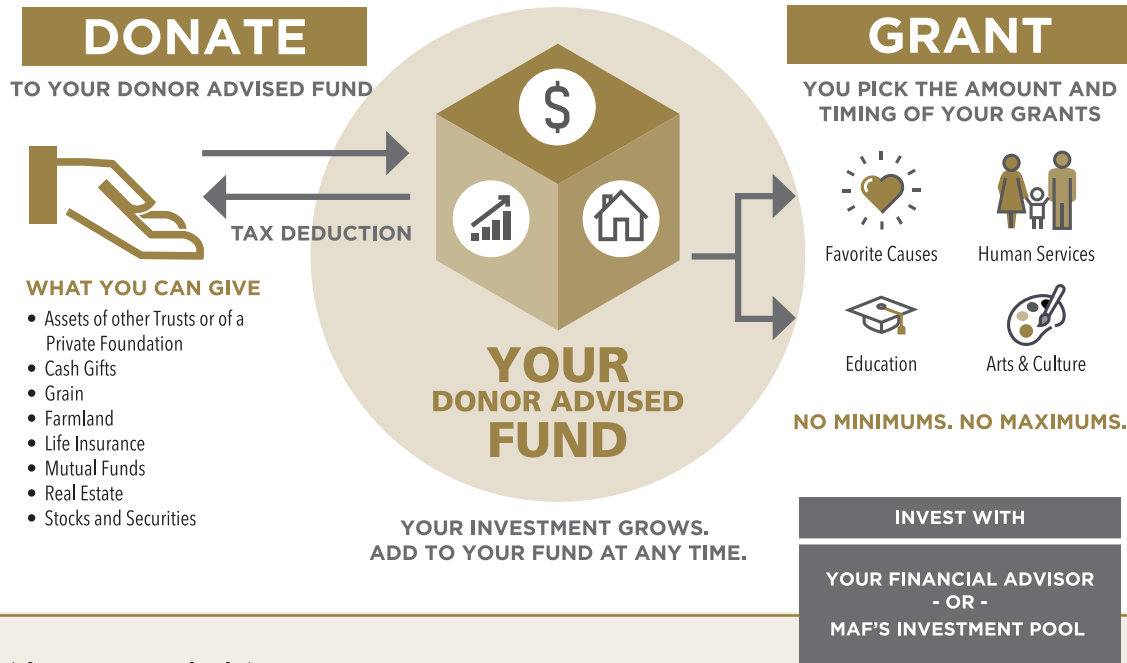 DONATE
TO YOUR DONOR ADVISED FUND
TAX DEDUCTION
WHAT YOU CAN GIVE
• Assets of other Trusts or of a
Private Foundation
• Cash Gifts
• Grain
• Farmland
• Life Insurance
• Mutual Funds
• Real Estate
• Stocks and Securities
$
YOUR
DONOR ADVISED
FUND
YOUR INVESTMENT GROWS.
ADD TO YOUR FUND AT ANY TIME.
GRANT
YOU PICK THE AMOUNT AND
TIMING OF YOUR GRANTS
Favorite Causes
Human Services
Education
Arts & Culture
NO MINIMUMS. NO MAXIMUMS.
INVEST WITH
YOUR FINANCIAL ADVISOR
- OR -
MAF'S INVESTMENT POOL